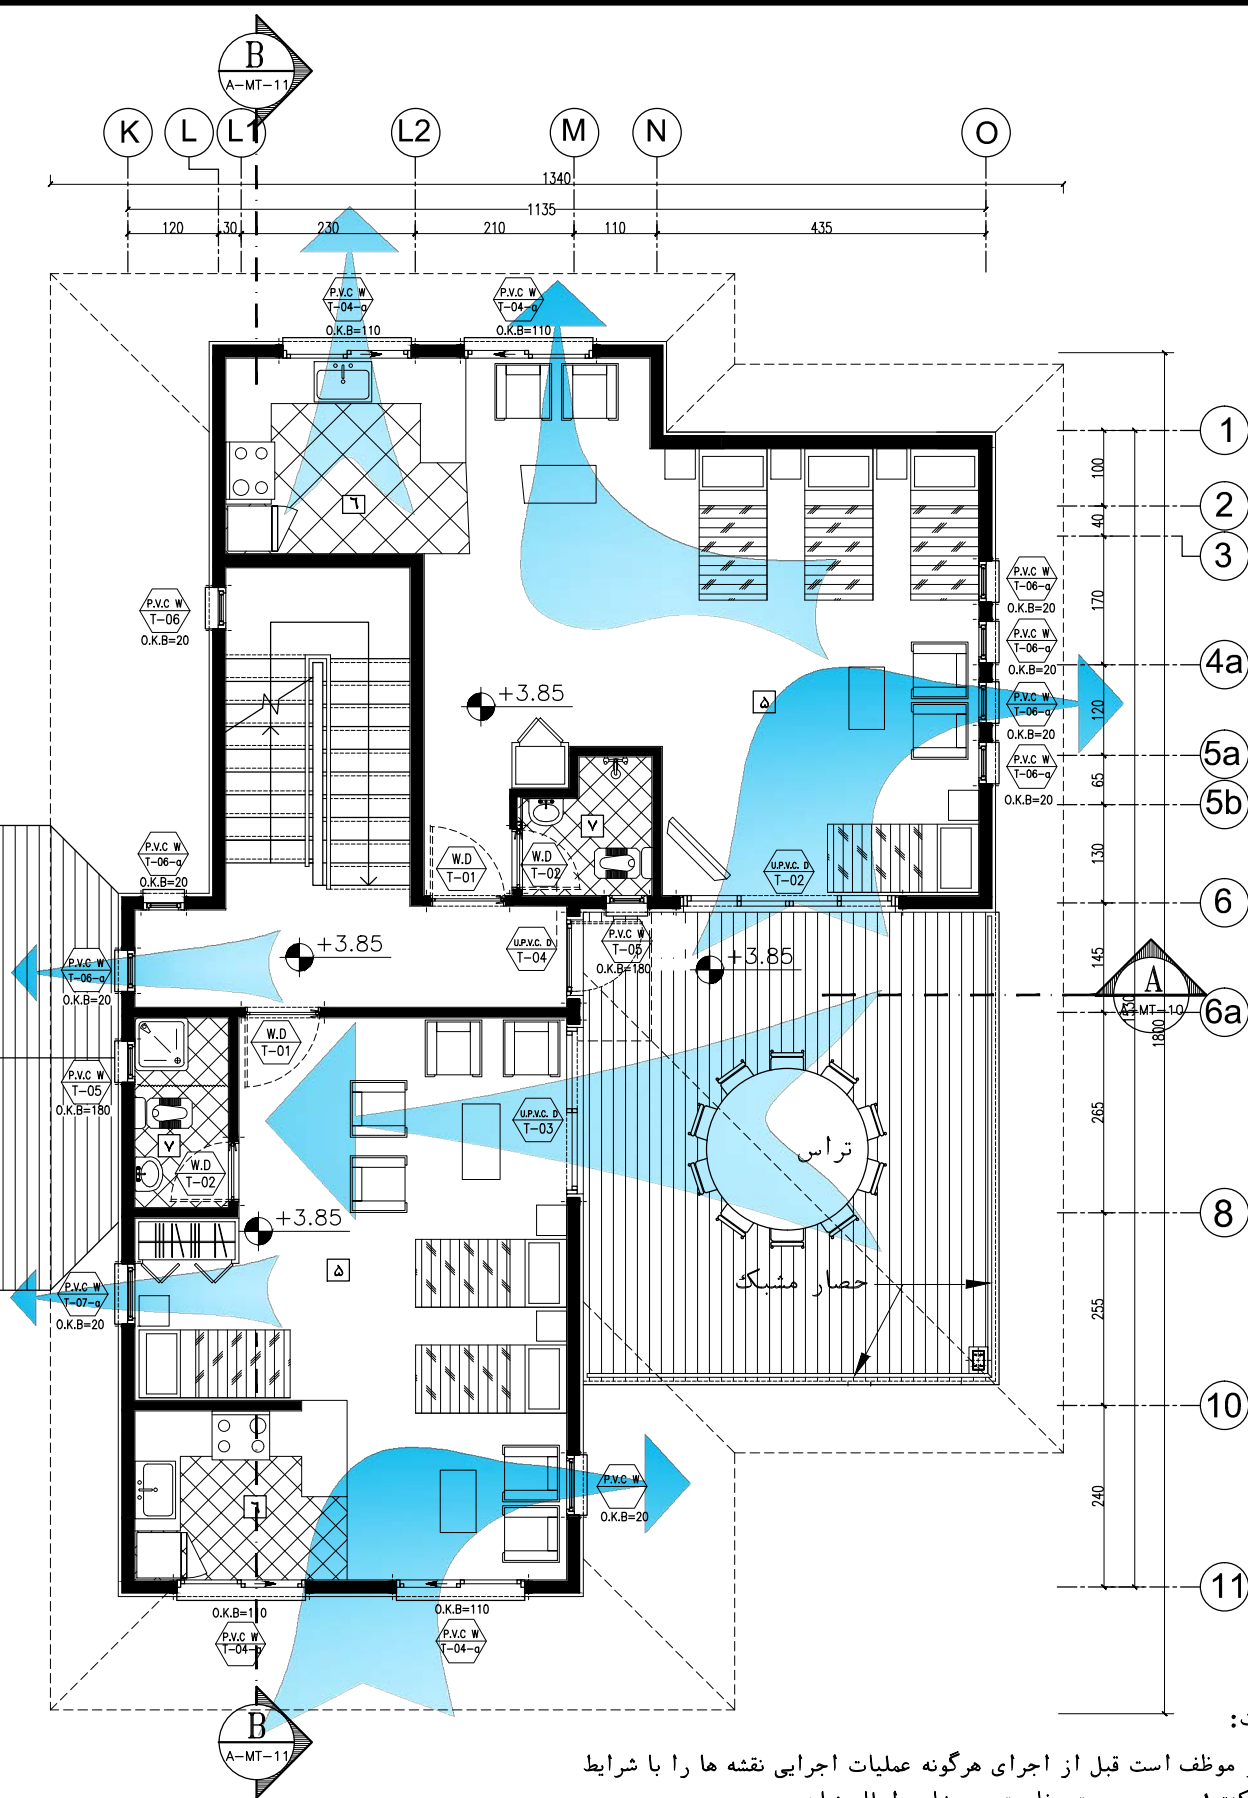 B
A-MT-11
K L L1 L2 M N O
1340
1135
120 30 230 210 110 435
P.V.C W
T-04-a
O.K.B=110
P.V.C W
T-04-a
O.K.B=110
1
100
2
40
3
٦
170
P.V.C W
T-06-a
O.K.B=20
P.V.C W
T-06
O.K.B=20
P.V.C W
T-06-a
O.K.B=20
4a
+3.85
۵
P.V.C W
T-06-a
O.K.B=20
120
5a
P.V.C W
T-06-a
O.K.B=20
65
5b
٧
130
P.V.C W
T-06-a
O.K.B=20
W.D
T-01
W.D
T-02
U.P.V.C. D
T-02
6
+3.85
U.P.V.C. D
T-04
P.V.C W
T-05
O.K.B=180
+3.85
145
P.V.C W
T-06-a
O.K.B=20
A
A-MT-10
6a
1330
1800
W.D
T-01
P.V.C W
T-05
O.K.B=180
U.P.V.C. D
T-03
265
٧
تراس
W.D
T-02
+3.85
8
۵
حصار مشبک
P.V.C W
T-07-a
O.K.B=20
255
10
٦
P.V.C W
O.K.B=20
240
11
O.K.B=110
P.V.C W
T-04-a
O.K.B=110
P.V.C W
T-04-a
B
A-MT-11
موظف است قبل از اجرای هرگونه عملیات اجرایی نقشه ها را با شرایط